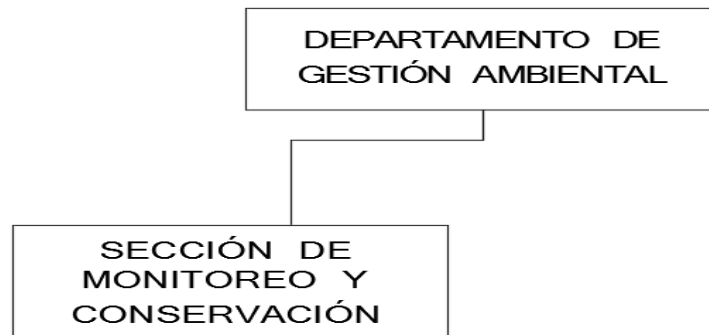 DEPARTAMENTO DE
GESTIÓN AMBIENTAL
SECCIÓN DE
MONITOREO Y
CONSERVACIÓN